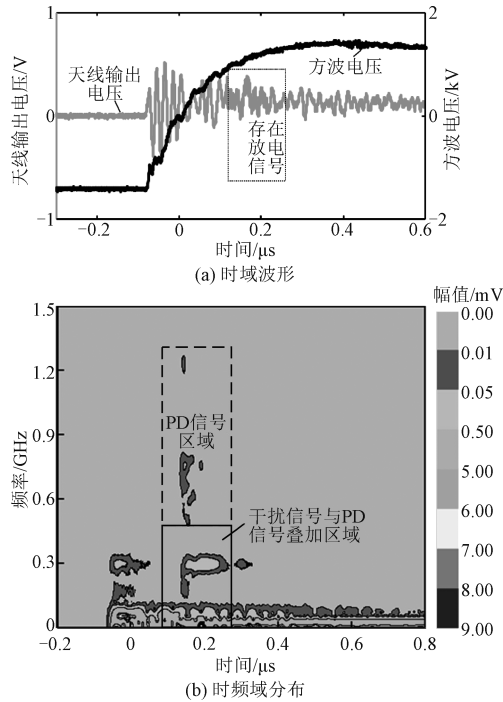 天线输出电压/V
方波电压/kV
1
0
−1
2
0
−2
天线输出
电压
方波电压
存在
放电
信号
−0.2
0
0.2
0.4
0.6
时间/μs
(a) 时域波形
频率/GHz
1.5
1.2
0.9
0.6
0.3
0
PD信号
区域
干扰信号与PD
信号叠加区域
幅值/mV
0.00
0.01
0.05
0.50
5.00
6.00
7.00
8.00
9.00
−0.2
0
0.2
0.4
0.6
0.8
时间/μs
(b) 时频域分布